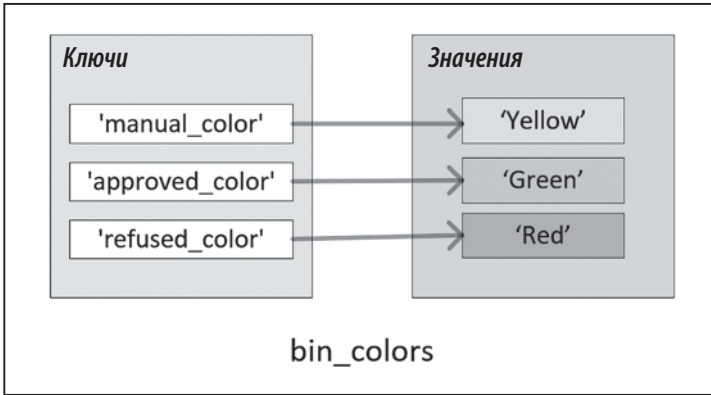 Ключи
Значения
'manual_color'
‘Yellow’
'approved_color'
‘Green’
'refused_color'
‘Red’
bin_colors